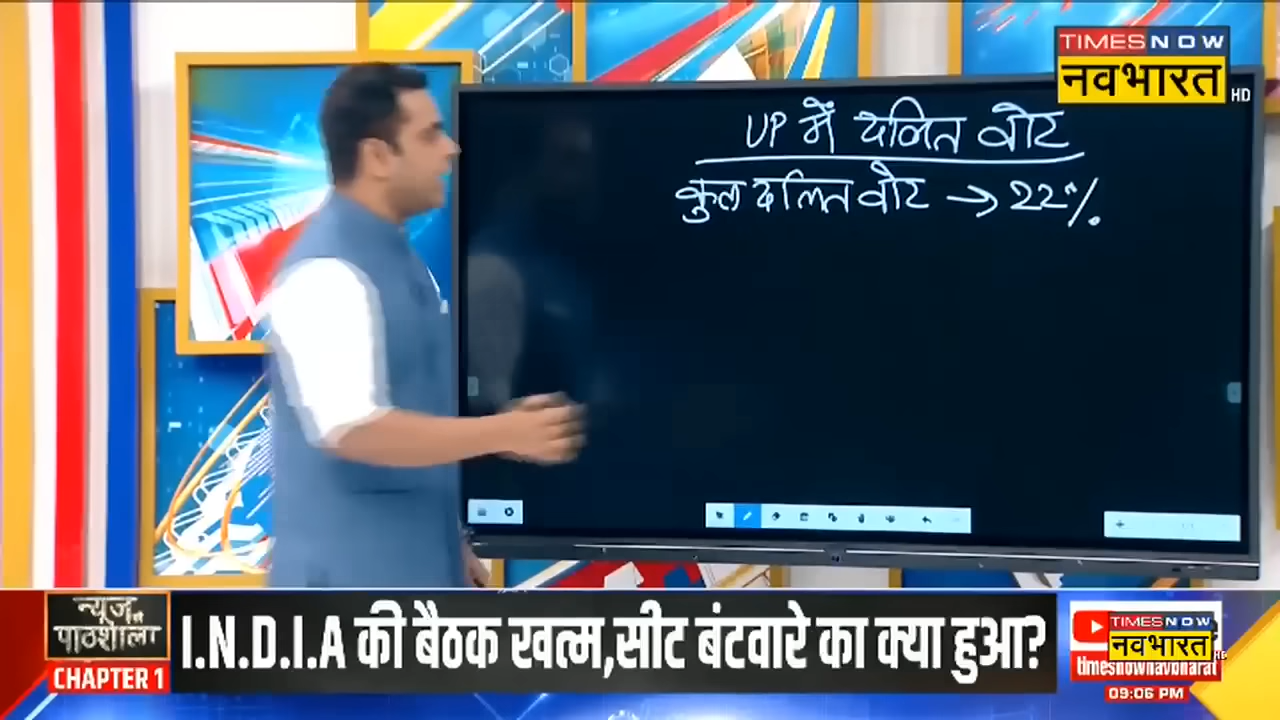 TIMES NOW
नवभारत
HD
UP में दलित वोट
कुल दलित वोट → 22%
न्यूज़ की
पाठशाला
CHAPTER 1
I.N.D.I.A की बैठक खत्म,सीट बंटवारे का क्या हुआ?
TIMES NOW
नवभारत
timesnownavbharat
09:06 PM